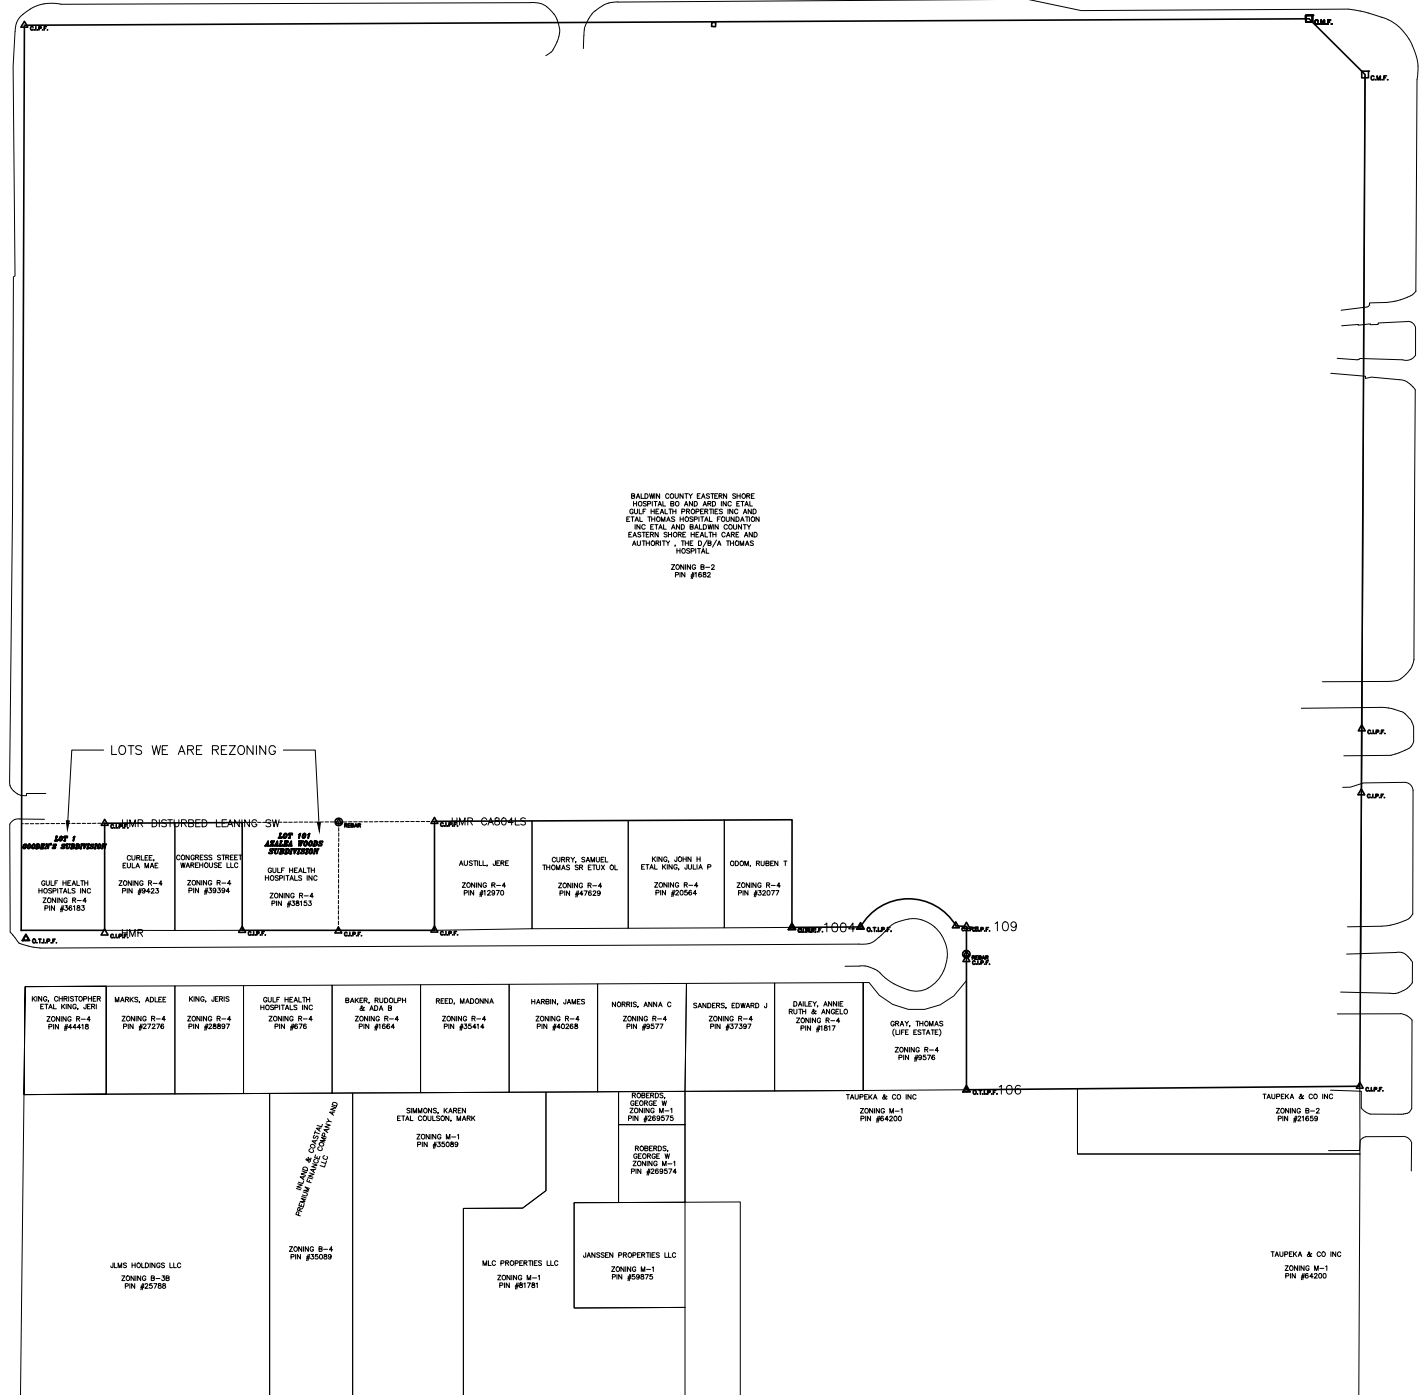 C.I.P.F.
C.M.F.
C.M.F.
BALDWIN COUNTY EASTERN SHORE
HOSPITAL BO AND ARD INC ETAL
GULF HEALTH PROPERTIES INC AND
ETAL THOMAS HOSPITAL FOUNDATION
INC ETAL AND BALDWIN COUNTY
EASTERN SHORE HEALTH CARE AND
AUTHORITY , THE D/B/A THOMAS
HOSPITAL
ZONING B-2
PIN #1682
C.I.P.F.
LOTS WE ARE REZONING
C.I.P.F.
C.I.P.F.
HMR DISTURBED LEANING SW
REBAR
HMR CA604LS
LOT 1
GOODEN'S SUBDIVISION
GULF HEALTH
HOSPITALS INC
ZONING R-4
PIN #36183
CURLEE,
EULA MAE
ZONING R-4
PIN #9423
CONGRESS STREET
WAREHOUSE LLC
ZONING R-4
PIN #39394
LOT 101
AZALEA WOODS
SUBDIVISION
GULF HEALTH
HOSPITALS INC
ZONING R-4
PIN #38153
AUSTILL, JERE
ZONING R-4
PIN #12970
CURRY, SAMUEL
THOMAS SR ETUX OL
ZONING R-4
PIN #47629
KING, JOHN H
ETAL KING, JULIA P
ZONING R-4
PIN #20564
ODOM, RUBEN T
ZONING R-4
PIN #32077
O.T.I.P.F.
C.I.P.F.
HMR
C.I.P.F.
C.I.P.F.
C.I.P.F.
1004
O.T.I.P.F.
109
REBAR
C.I.P.F.
KING, CHRISTOPHER
ETAL KING, JERI
ZONING R-4
PIN #44418
MARKS, ADLEE
ZONING R-4
PIN #27276
KING, JERIS
ZONING R-4
PIN #28897
GULF HEALTH
HOSPITALS INC
ZONING R-4
PIN #676
BAKER, RUDOLPH
& ADA B
ZONING R-4
PIN #1664
REED, MADONNA
ZONING R-4
PIN #35414
HARBIN, JAMES
ZONING R-4
PIN #40268
NORRIS, ANNA C
ZONING R-4
PIN #9577
SANDERS, EDWARD J
ZONING R-4
PIN #37397
DAILEY, ANNIE
RUTH & ANGELO
ZONING R-4
PIN #1817
GRAY, THOMAS
(LIFE ESTATE)
ZONING R-4
PIN #9576
O.T.I.P.F.
106
C.I.P.F.
INLAND & COASTAL
PREMIUM FINANCE COMPANY AND
LLC
ZONING B-4
PIN #35089
SIMMONS, KAREN
ETAL COULSON, MARK
ZONING M-1
PIN #35089
ROBERDS,
GEORGE W
ZONING M-1
PIN #269575
ROBERDS,
GEORGE W
ZONING M-1
PIN #269574
TAUPEKA & CO INC
ZONING M-1
PIN #64200
TAUPEKA & CO INC
ZONING B-2
PIN #21659
JLMS HOLDINGS LLC
ZONING B-3B
PIN #25788
MLC PROPERTIES LLC
ZONING M-1
PIN #81781
JANSSEN PROPERTIES LLC
ZONING M-1
PIN #59875
TAUPEKA & CO INC
ZONING M-1
PIN #64200